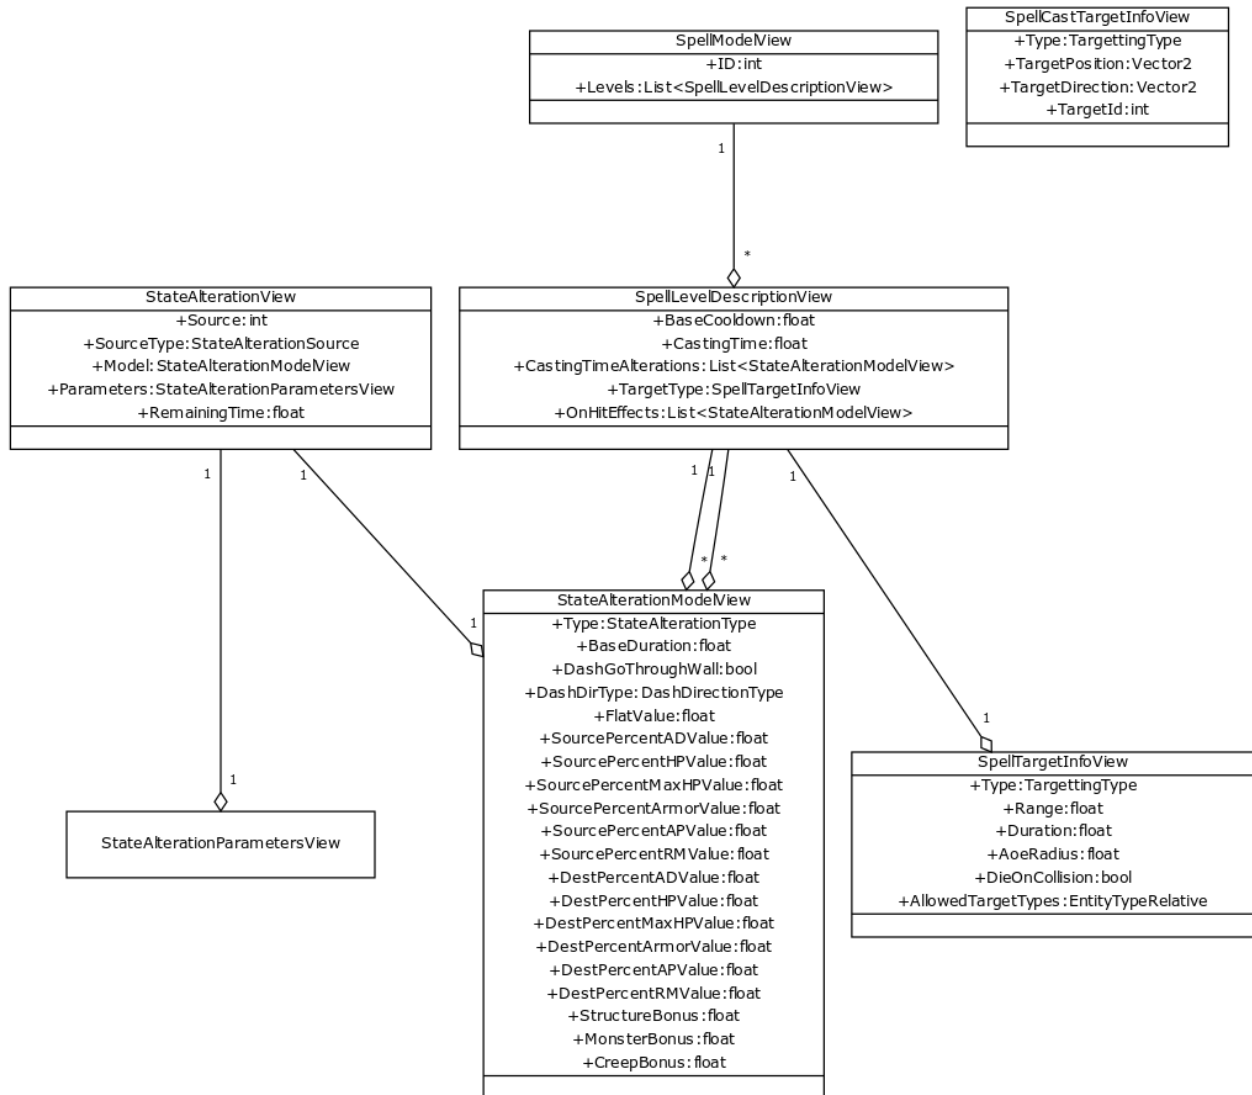 SpellModelView
+ID:int
+Levels:List<SpellLevelDescriptionView>
SpellCastTargetInfoView
+Type:TargettingType
+TargetPosition:Vector2
+TargetDirection:Vector2
+TargetId:int
1
*
StateAlterationView
+Source:int
+SourceType:StateAlterationSource
+Model:StateAlterationModelView
+Parameters:StateAlterationParametersView
+RemainingTime:float
SpellLevelDescriptionView
+BaseCooldown:float
+CastingTime:float
+CastingTimeAlterations:List<StateAlterationModelView>
+TargetType:SpellTargetInfoView
+OnHitEffects:List<StateAlterationModelView>
1
1
1
1
1
*
*
1
1
1
StateAlterationParametersView
StateAlterationModelView
+Type:StateAlterationType
+BaseDuration:float
+DashGoThroughWall:bool
+DashDirType:DashDirectionType
+FlatValue:float
+SourcePercentADValue:float
+SourcePercentHPValue:float
+SourcePercentMaxHPValue:float
+SourcePercentArmorValue:float
+SourcePercentAPValue:float
+SourcePercentRMValue:float
+DestPercentADValue:float
+DestPercentHPValue:float
+DestPercentMaxHPValue:float
+DestPercentArmorValue:float
+DestPercentAPValue:float
+DestPercentRMValue:float
+StructureBonus:float
+MonsterBonus:float
+CreepBonus:float
SpellTargetInfoView
+Type:TargettingType
+Range:float
+Duration:float
+AoeRadius:float
+DieOnCollision:bool
+AllowedTargetTypes:EntityTypeRelative